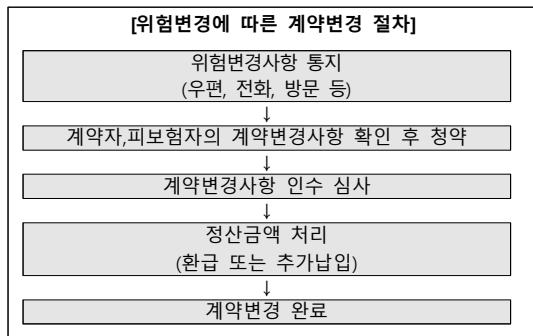 [위험변경에 따른 계약변경 절차]
위험변경사항 통지
(우편, 전화, 방문 등)
↓
계약자,피보험자의 계약변경사항 확인 후 청약
↓
계약변경사항 인수 심사
↓
정산금액 처리
(환급 또는 추가납입)
↓
계약변경 완료